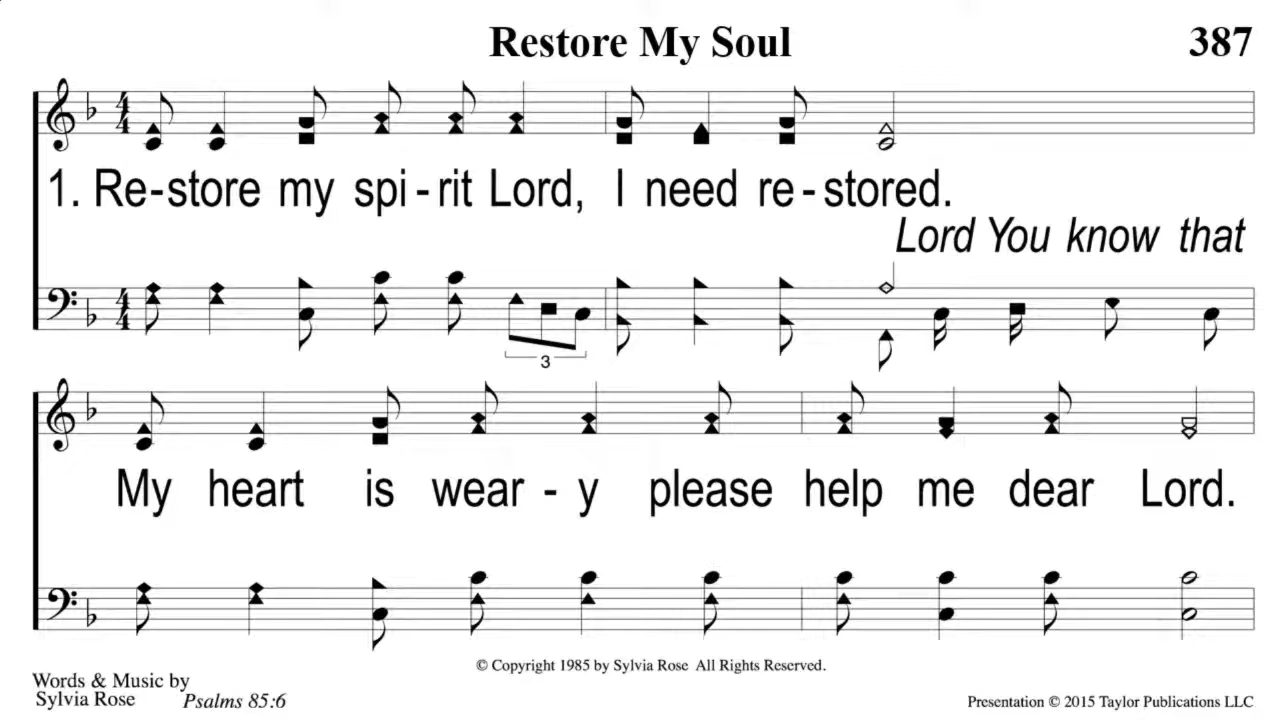 Restore My Soul 387
1. Re-store my spi-rit Lord, I need re-stored.
Lord You know that
3
My heart is wear-y please help me dear Lord.
© Copyright 1985 by Sylvia Rose All Rights Reserved.
Words & Music by
Sylvia Rose Psalms 85:6
Presentation © 2015 Taylor Publications LLC